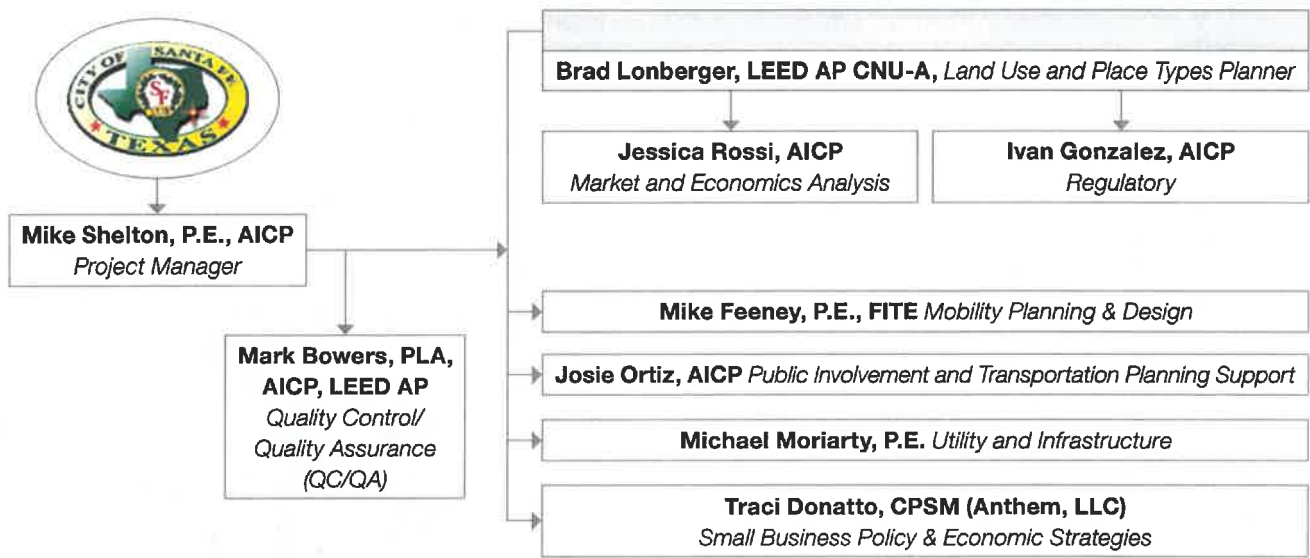 CITY OF SANTA FE
SF
TEXAS
Mike Shelton, P.E., AICP
Project Manager
Mark Bowers, PLA,
AICP, LEED AP
Quality Control/
Quality Assurance
(QC/QA)
Brad Lonberger, LEED AP CNU-A, Land Use and Place Types Planner
Jessica Rossi, AICP
Market and Economics Analysis
Ivan Gonzalez, AICP
Regulatory
Mike Feeney, P.E., FITE Mobility Planning & Design
Josie Ortiz, AICP Public Involvement and Transportation Planning Support
Michael Moriarty, P.E. Utility and Infrastructure
Traci Donatto, CPSM (Anthem, LLC)
Small Business Policy & Economic Strategies